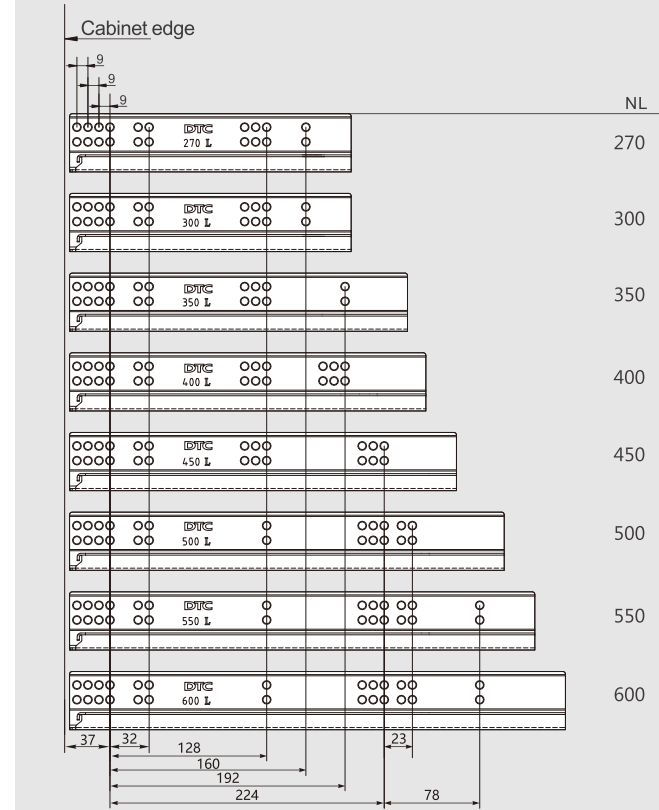 Cabinet edge
9
9
9
NL
DTC
270 L
270
DTC
300 L
300
DTC
350 L
350
DTC
400 L
400
DTC
450 L
450
DTC
500 L
500
DTC
550 L
550
DTC
600 L
600
37
32
23
128
160
192
224
78